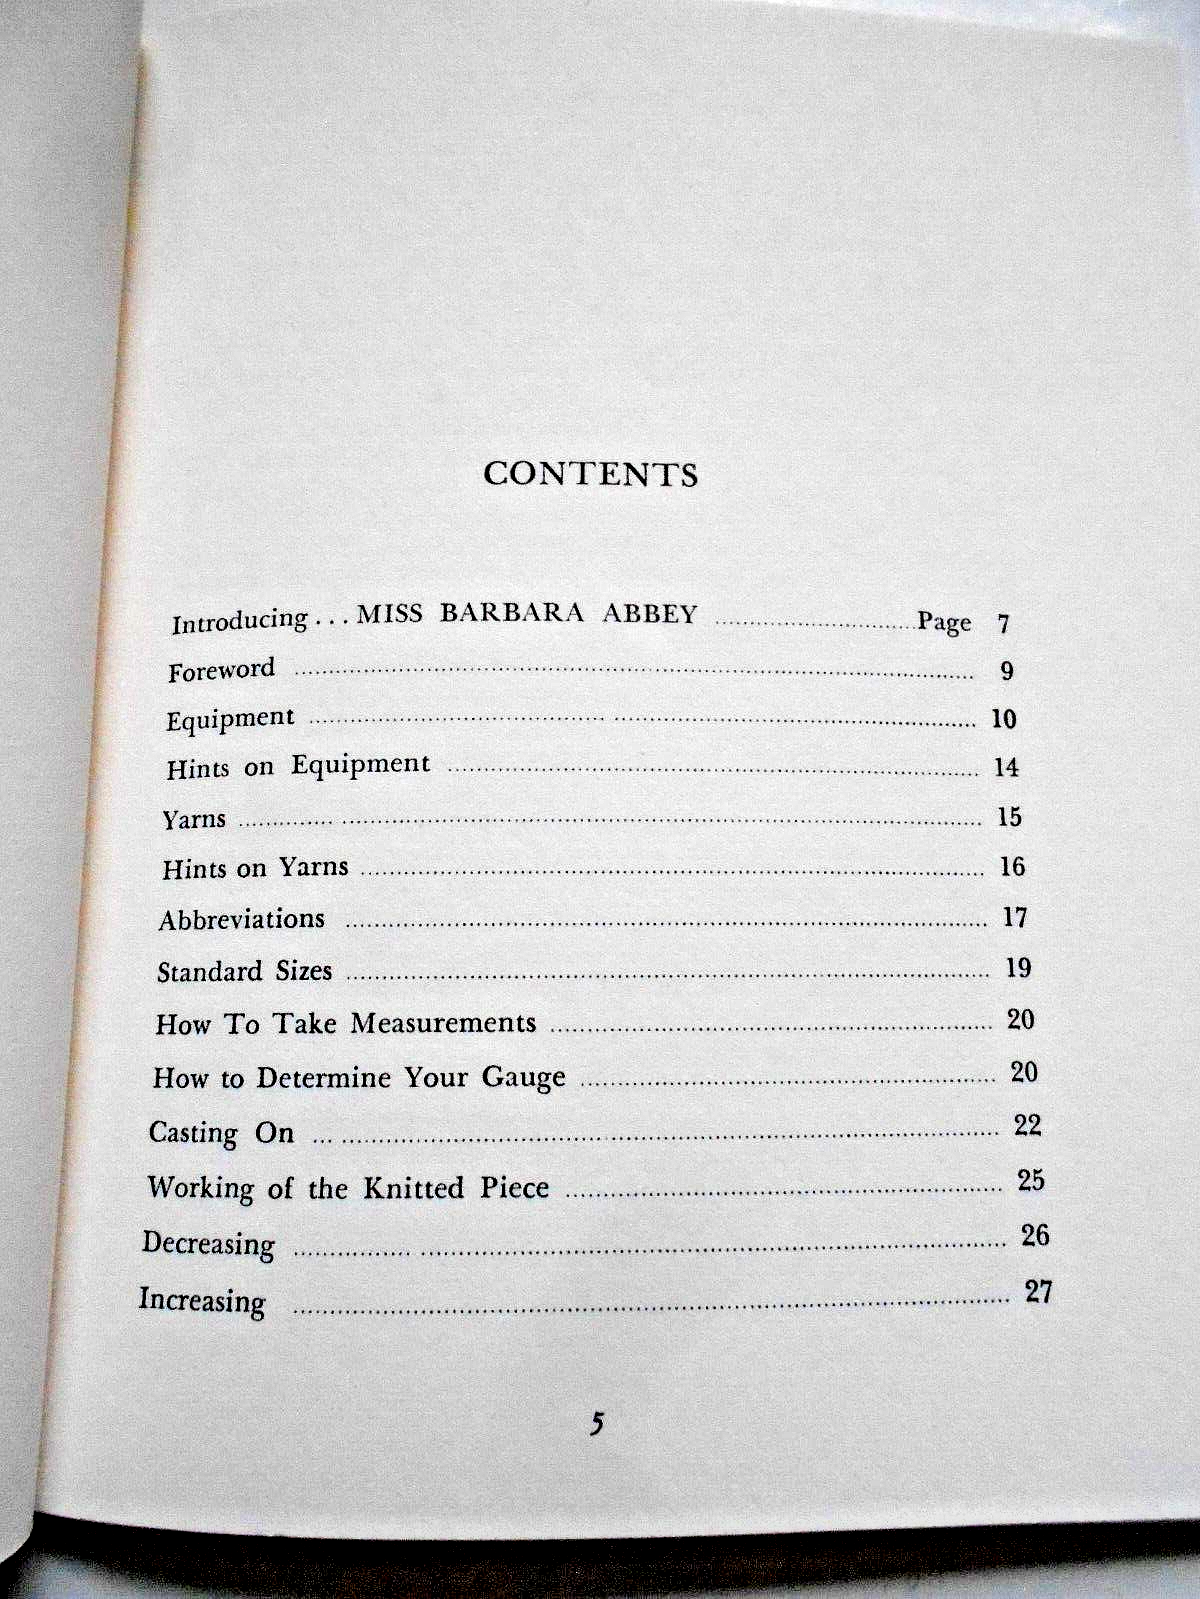 CONTENTS
Introducing... MISS BARBARA ABBEY ........................ Page 7
Foreword ........................ 9
Equipment ........................ 10
Hints on Equipment ........................ 14
Yarns ........................ 15
Hints on Yarns ........................ 16
Abbreviations ........................ 17
Standard Sizes ........................ 19
How To Take Measurements ........................ 20
How to Determine Your Gauge ........................ 20
Casting On ........................ 22
Working of the Knitted Piece ........................ 25
Decreasing ........................ 26
Increasing ........................ 27
5